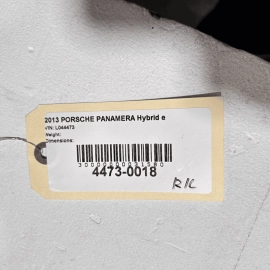 2013 PORSCHE PANAMERA Hybrid e
VIN: L044473
Weight:
Dimensions:
4473-0018